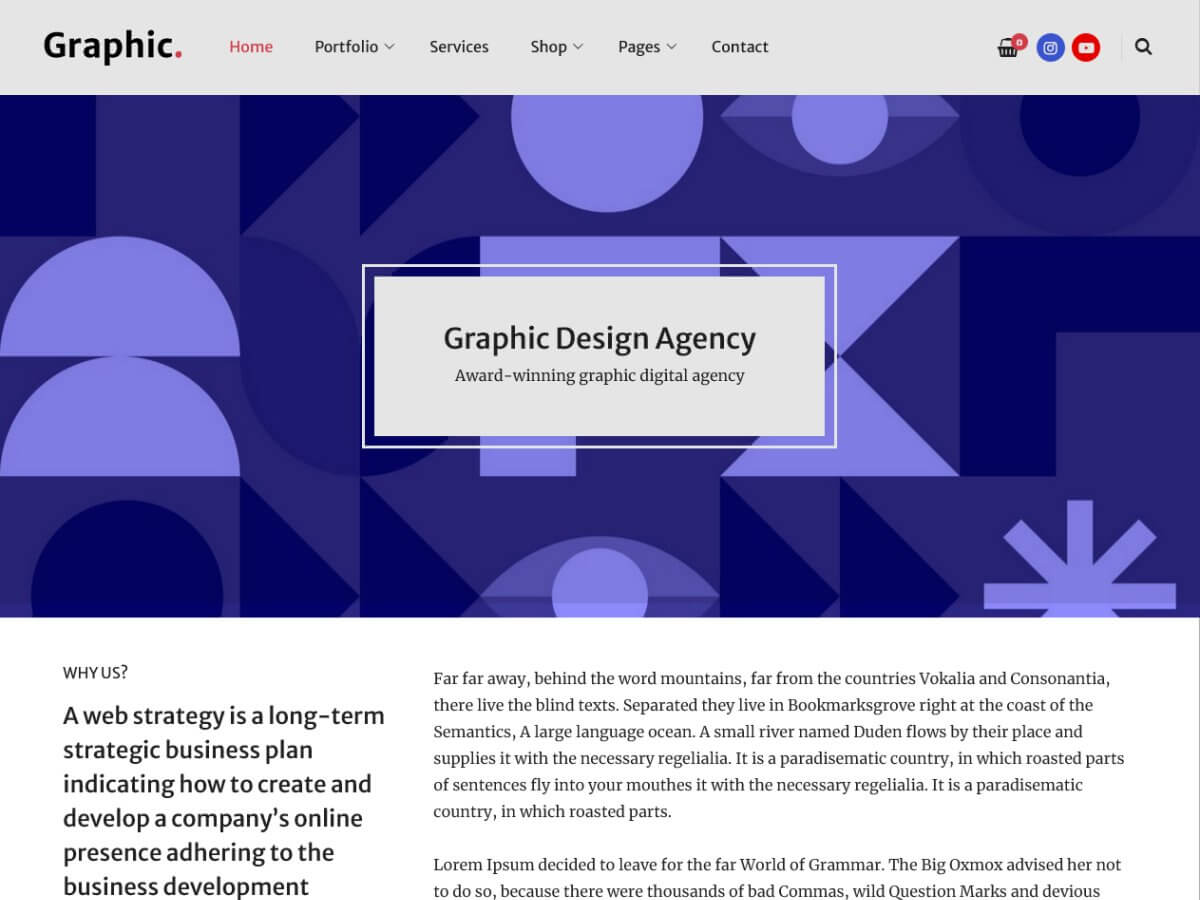 Graphic.
Home Portfolio Services Shop Pages Contact
0
Graphic Design Agency
Award-winning graphic digital agency
WHY US?
A web strategy is a long-term
strategic business plan
indicating how to create and
develop a company’s online
presence adhering to the
business development
Far far away, behind the word mountains, far from the countries Vokalia and Consonantia,
there live the blind texts. Separated they live in Bookmarksgrove right at the coast of the
Semantics, A large language ocean. A small river named Duden flows by their place and
supplies it with the necessary regelialia. It is a paradisematic country, in which roasted parts
of sentences fly into your mouthes it with the necessary regelialia. It is a paradisematic
country, in which roasted parts.
Lorem Ipsum decided to leave for the far World of Grammar. The Big Oxmox advised her not
to do so, because there were thousands of bad Commas, wild Question Marks and devious